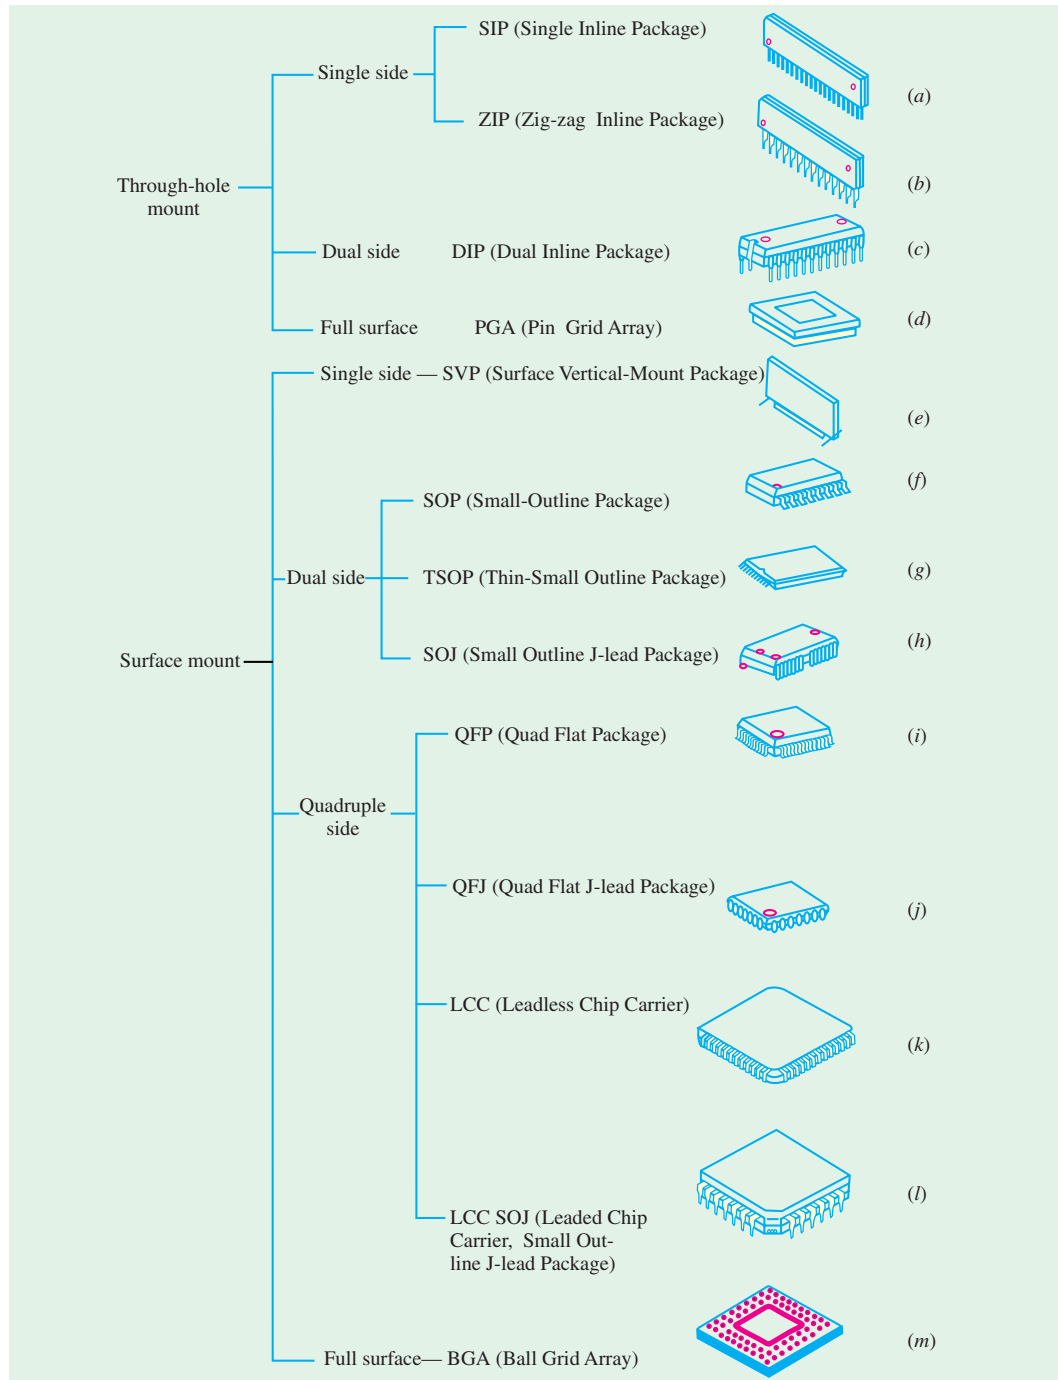 SIP (Single Inline Package)
Single side
(a)
ZIP (Zig-zag Inline Package)
(b)
Through-hole
mount
Dual side
DIP (Dual Inline Package)
(c)
Full surface
PGA (Pin Grid Array)
(d)
Single side — SVP (Surface Vertical-Mount Package)
(e)
SOP (Small-Outline Package)
(f)
Dual side
TSOP (Thin-Small Outline Package)
(g)
Surface mount
SOJ (Small Outline J-lead Package)
(h)
QFP (Quad Flat Package)
(i)
Quadruple
side
QFJ (Quad Flat J-lead Package)
(j)
LCC (Leadless Chip Carrier)
(k)
(l)
LCC SOJ (Leaded Chip
Carrier, Small Out-
line J-lead Package)
(m)
Full surface — BGA (Ball Grid Array)